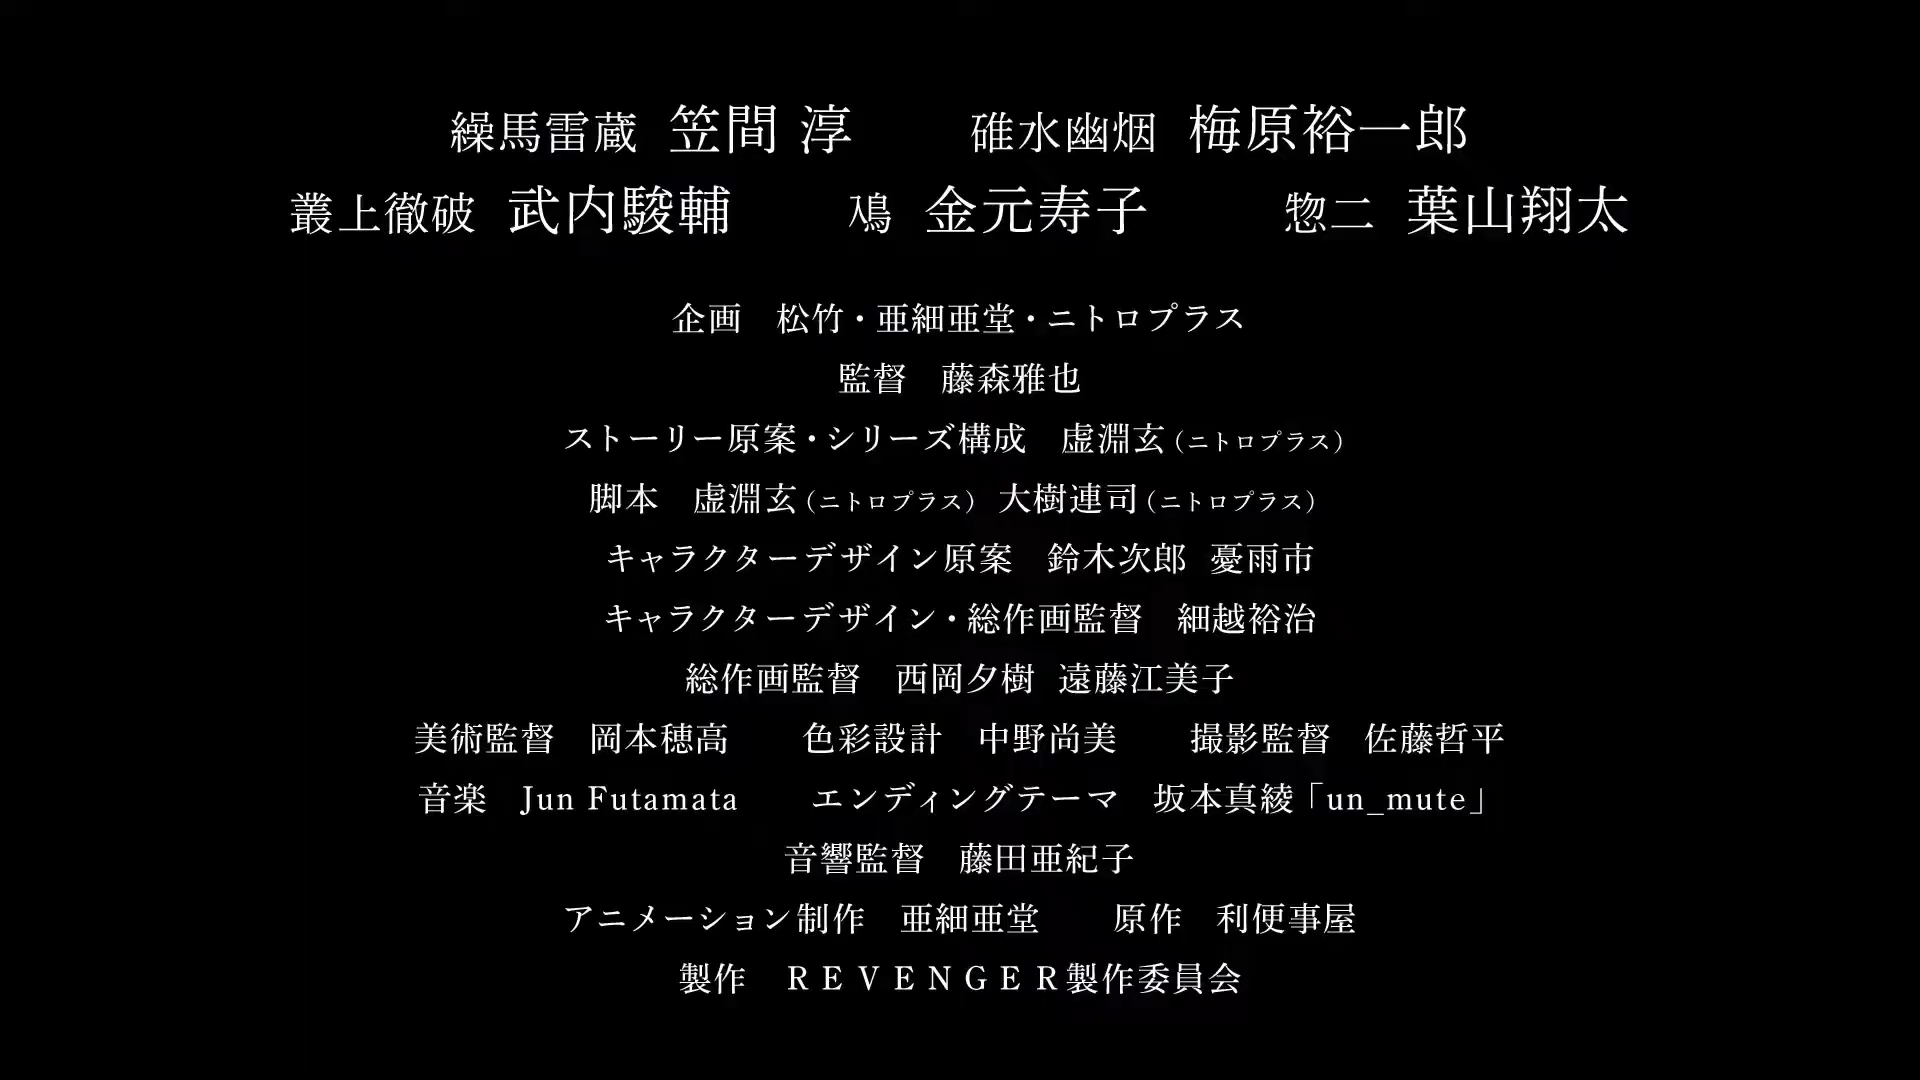 繰馬雷蔵 笠間 淳 碓水幽烟 梅原裕一郎
叢上徹破 武内駿輔 鳰 金元寿子 惣二 葉山翔太
企画 松竹・亜細亜堂・ニトロプラス
監督 藤森雅也
ストーリー原案・シリーズ構成 虚淵玄(ニトロプラス)
脚本 虚淵玄(ニトロプラス) 大樹連司(ニトロプラス)
キャラクターデザイン原案 鈴木次郎 憂雨市
キャラクターデザイン・総作画監督 細越裕治
総作画監督 西岡夕樹 遠藤江美子
美術監督 岡本穂高 色彩設計 中野尚美 撮影監督 佐藤哲平
音楽 Jun Futamata エンディングテーマ 坂本真綾「un_mute」
音響監督 藤田亜紀子
アニメーション制作 亜細亜堂 原作 利便事屋
製作 REVENGER製作委員会